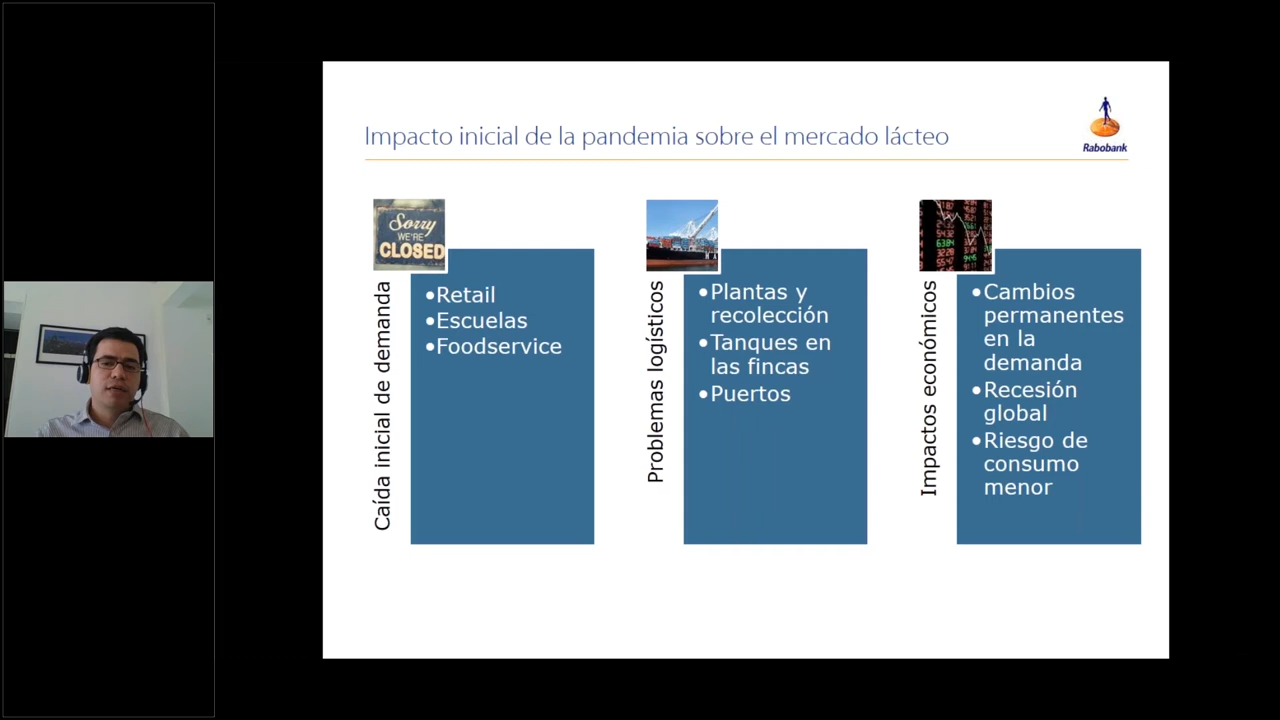 Impacto inicial de la pandemia sobre el mercado lácteo
Rabobank
Sorry
WE'RE
CLOSED
Caída inicial de demanda
•Retail
•Escuelas
•Foodservice
Problemas logísticos
•Plantas y
recolección
•Tanques en
las fincas
•Puertos
Impactos económicos
•Cambios
permanentes
en la
demanda
•Recesión
global
•Riesgo de
consumo
menor